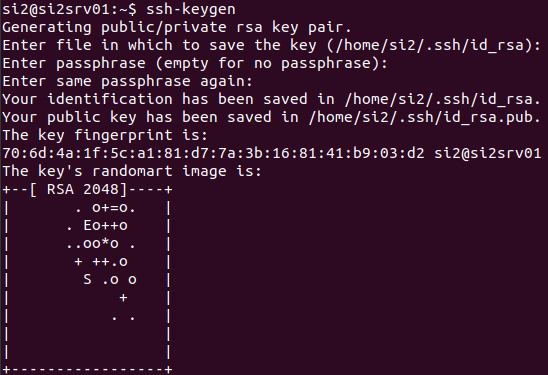 si2@si2srv01:~$ ssh-keygen
Generating public/private rsa key pair.
Enter file in which to save the key (/home/si2/.ssh/id_rsa):
Enter passphrase (empty for no passphrase):
Enter same passphrase again:
Your identification has been saved in /home/si2/.ssh/id_rsa.
Your public key has been saved in /home/si2/.ssh/id_rsa.pub.
The key fingerprint is:
70:6d:4a:1f:5c:a1:81:d7:7a:3b:16:81:41:b9:03:d2 si2@si2srv01
The key's randomart image is:
+--[ RSA 2048]----+
|       . o+=o.   |
|      . Eo++o    |
|      ..oo*o .   |
|       + ++.o    |
|        S .o o   |
|            +    |
|           . .   |
|                 |
|                 |
+-----------------+